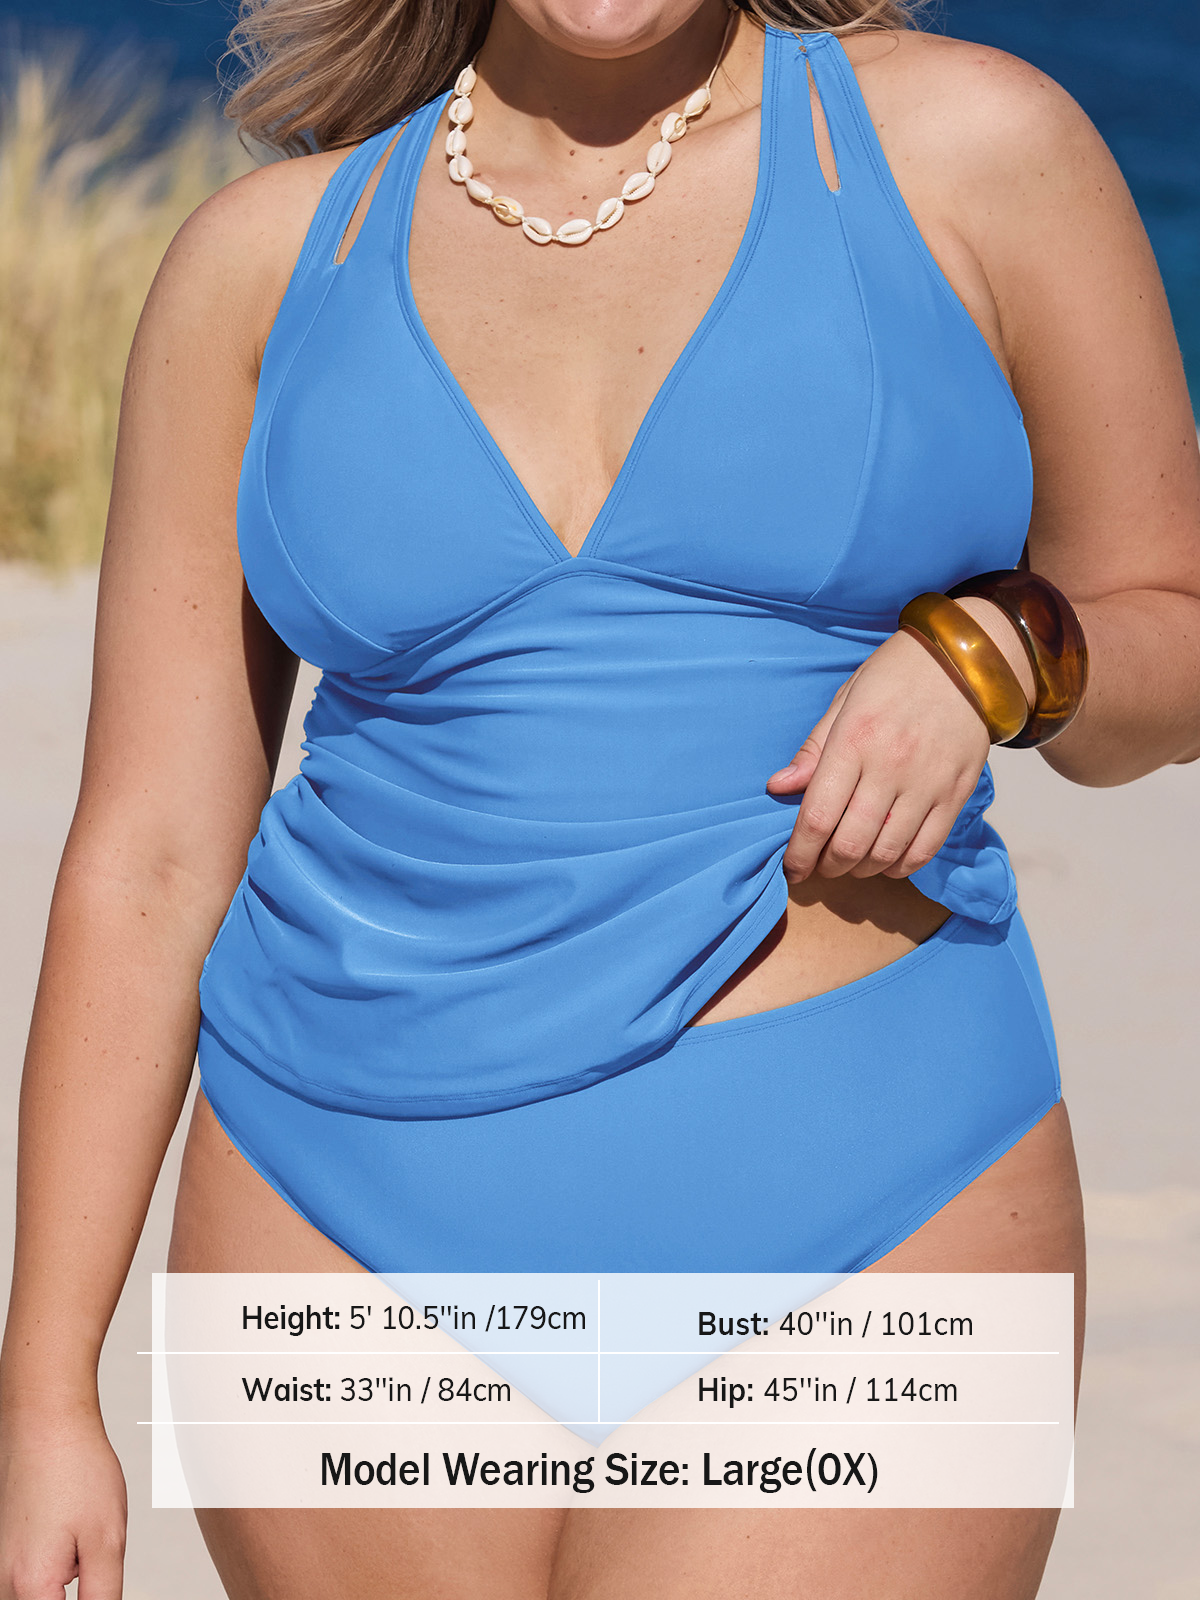 Height: 5' 10.5"in /179cm
Bust: 40"in / 101cm
Waist: 33"in / 84cm
Hip: 45"in / 114cm
Model Wearing Size: Large(0X)